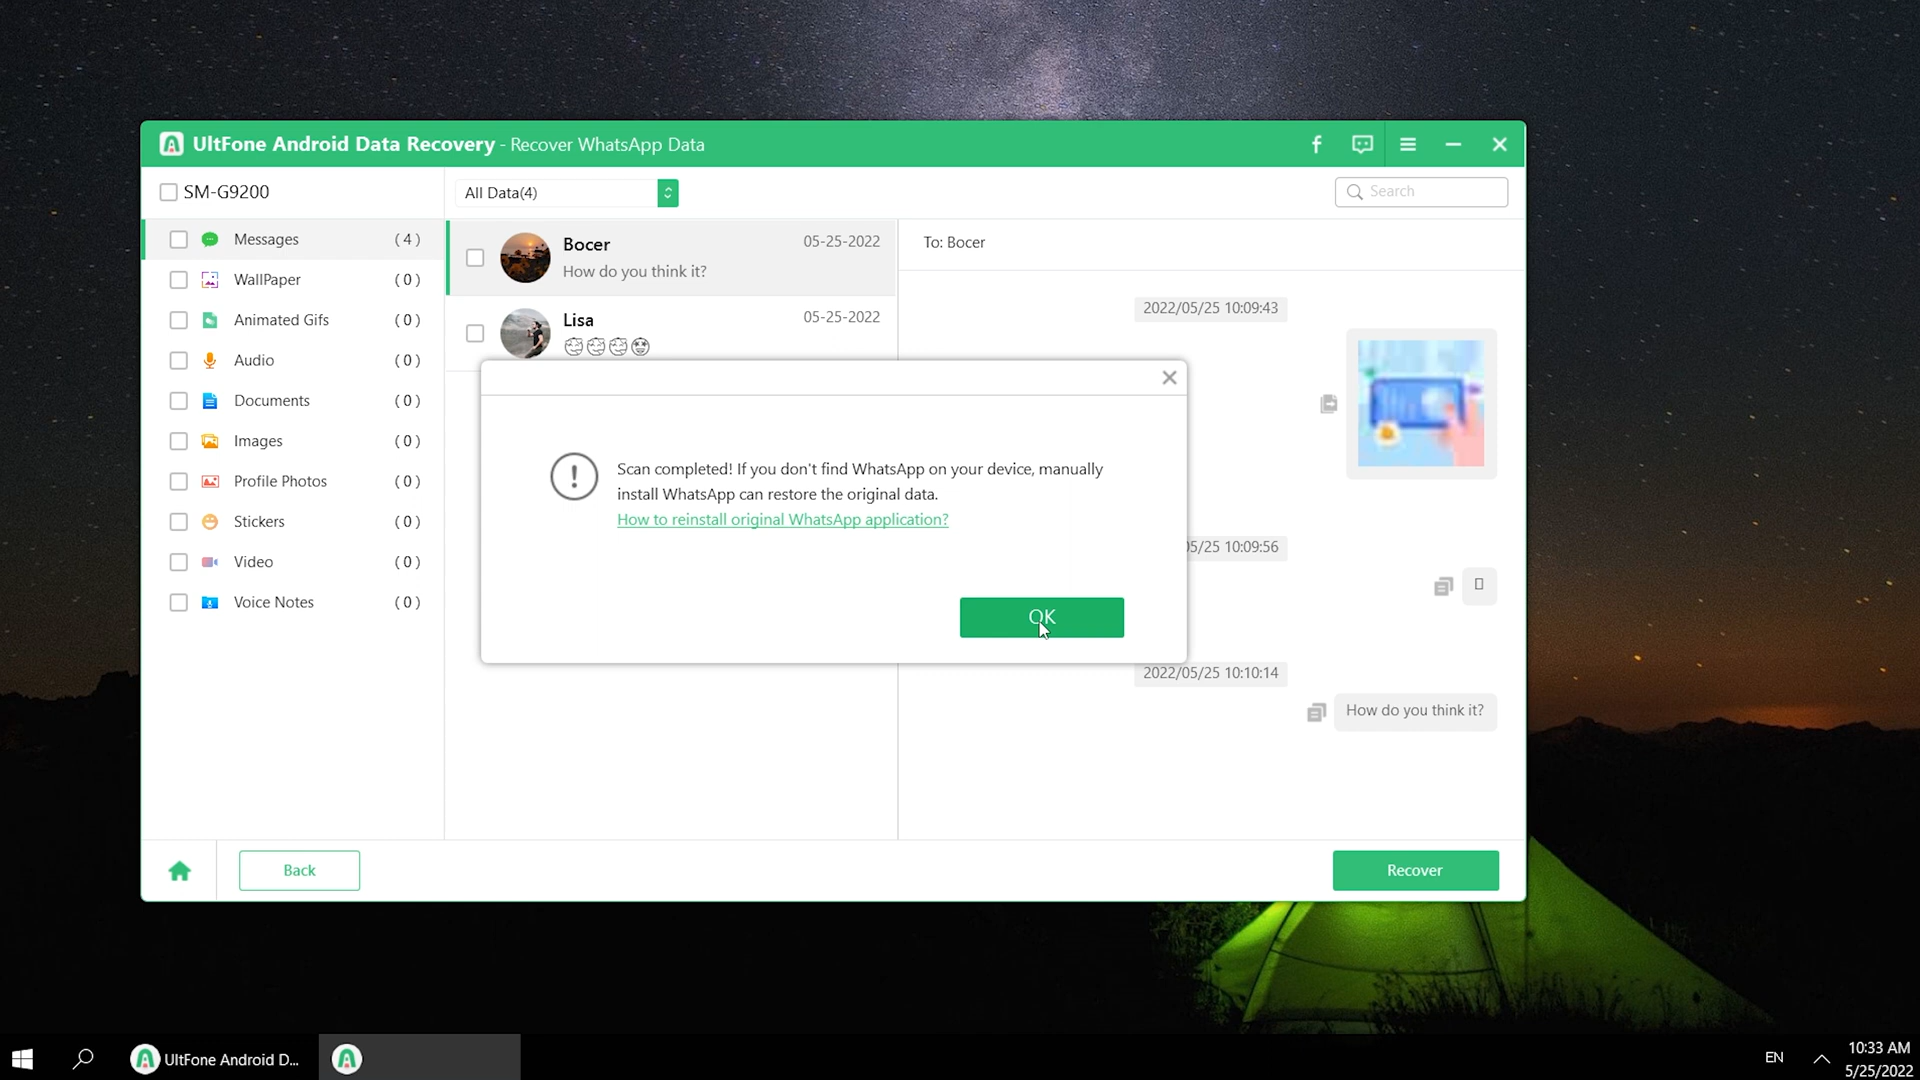 UltFone Android Data Recovery - Recover WhatsApp Data
SM-G9200
All Data(4)
Search
Messages (4)
WallPaper (0)
Animated Gifs (0)
Audio (0)
Documents (0)
Images (0)
Profile Photos (0)
Stickers (0)
Video (0)
Voice Notes (0)
Bocer 05-25-2022
How do you think it?
Lisa 05-25-2022
To: Bocer
2022/05/25 10:09:43
Scan completed! If you don't find WhatsApp on your device, manually
install WhatsApp can restore the original data.
How to reinstall original WhatsApp application?
OK
05/25 10:09:56
2022/05/25 10:10:14
How do you think it?
Back
Recover
UltFone Android D...
EN
10:33 AM
5/25/2022